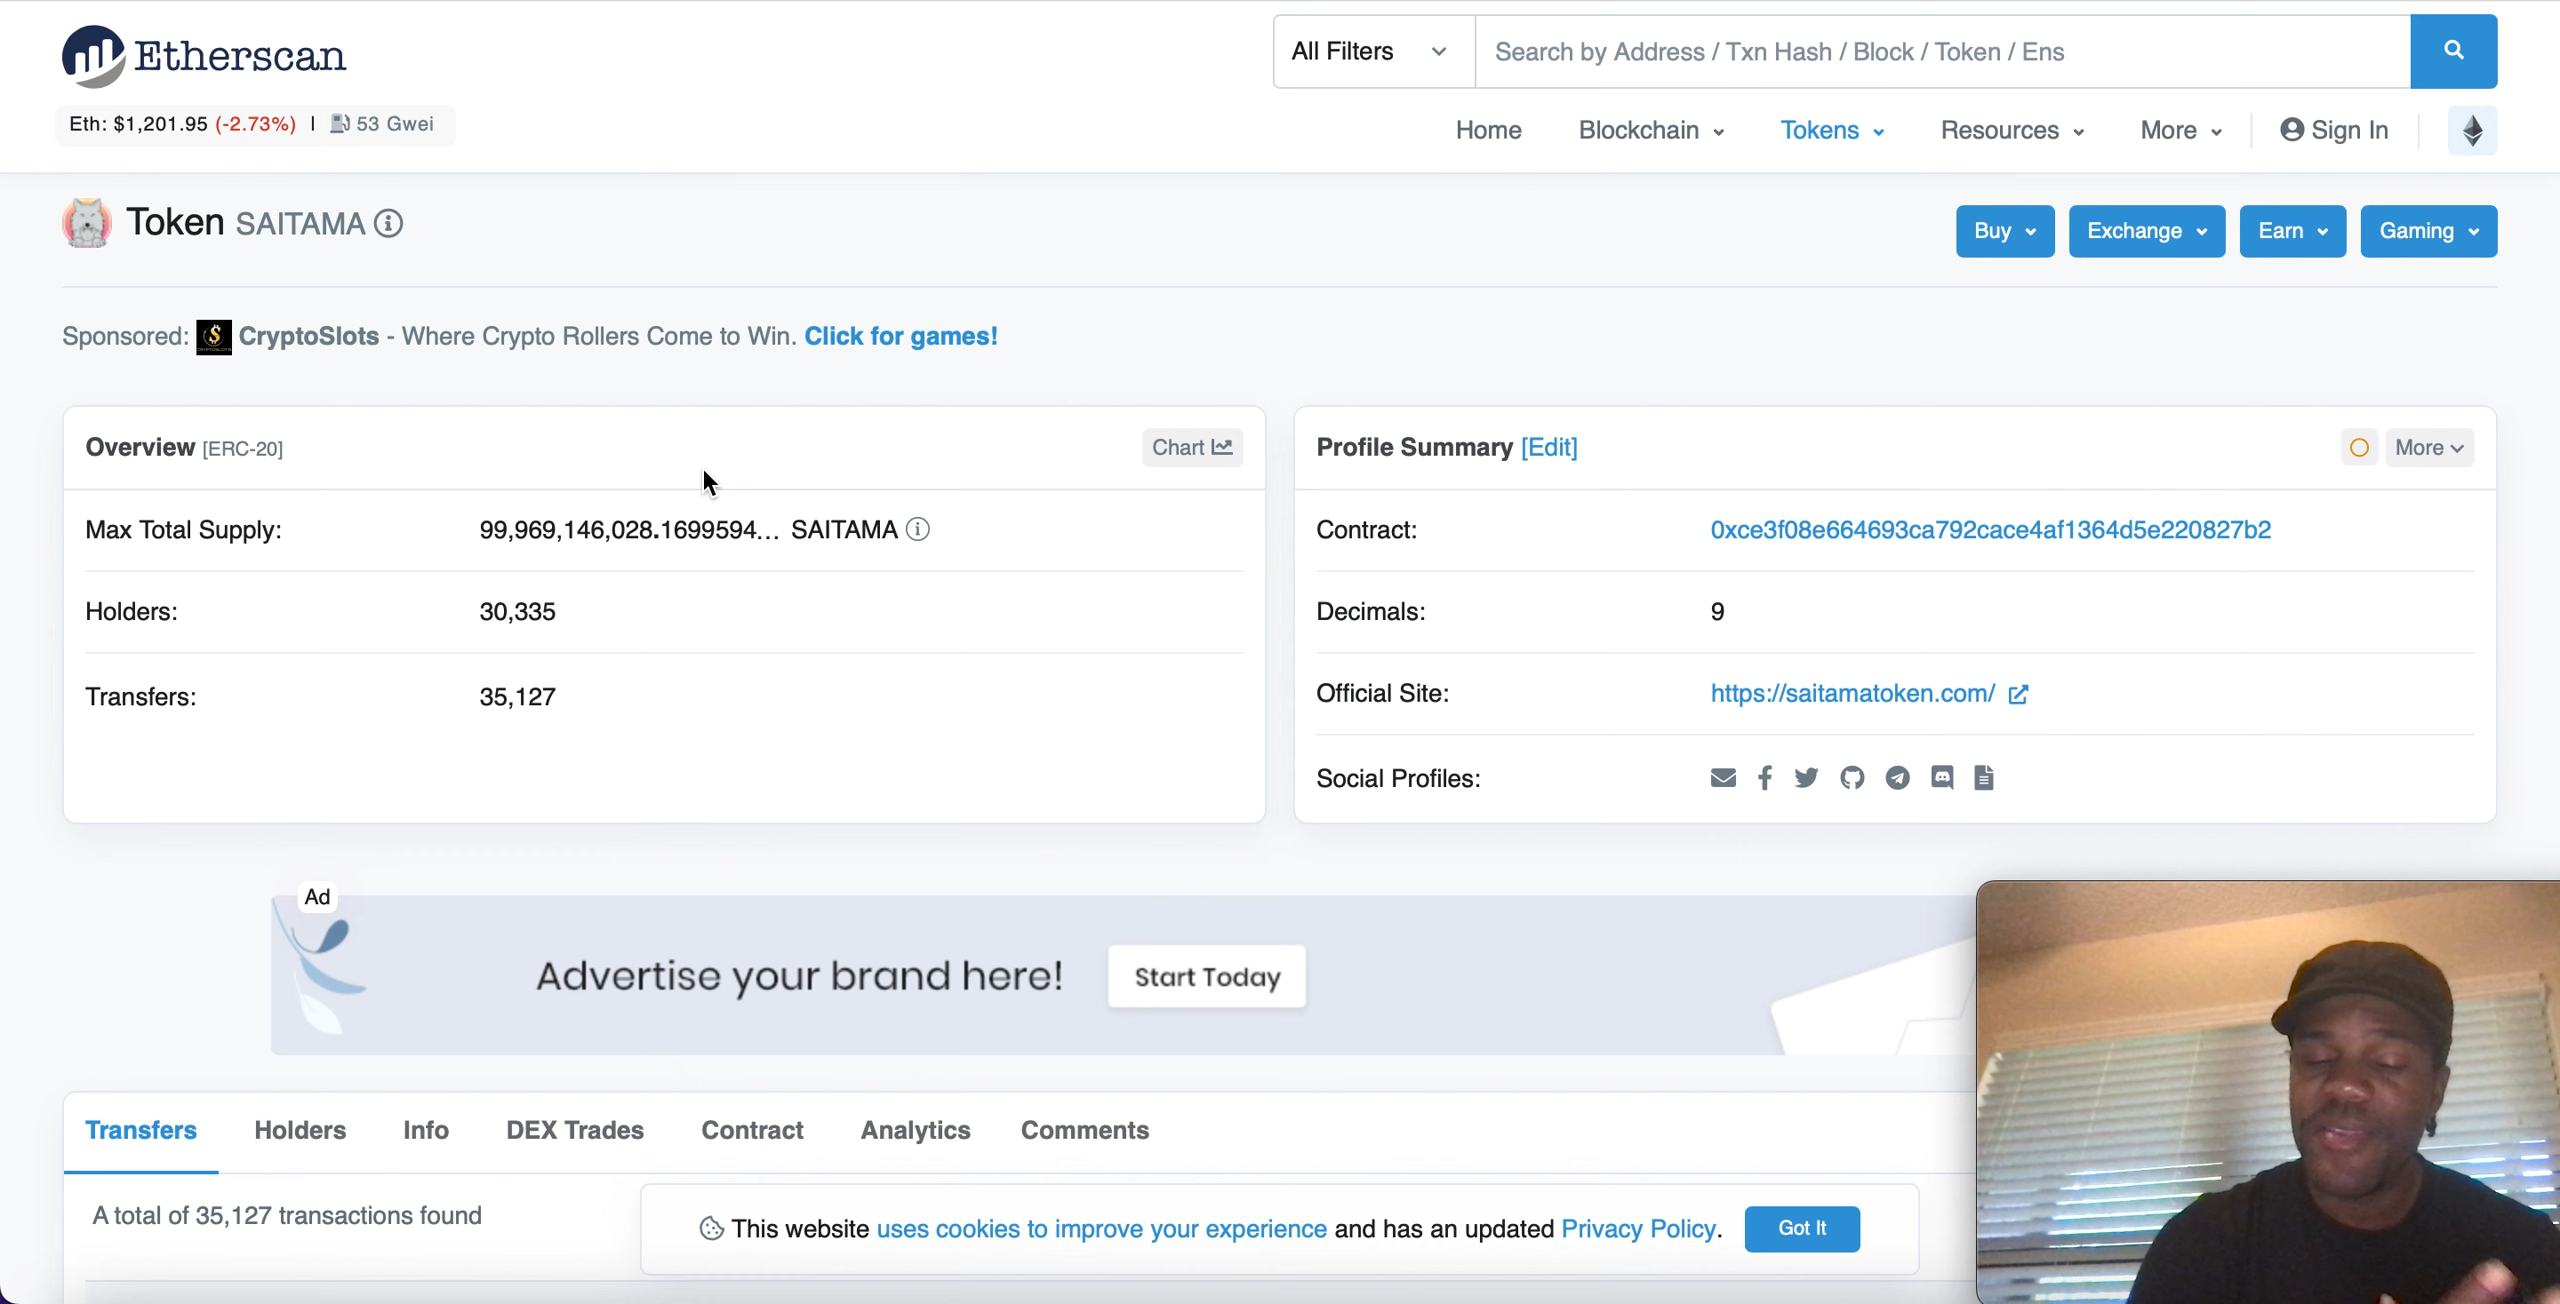 Etherscan
All Filters
Search by Address / Txn Hash / Block / Token / Ens
Eth: $1,201.95 (-2.73%) | 53 Gwei
Home Blockchain Tokens Resources More Sign In
Token SAITAMA
Buy Exchange Earn Gaming
Sponsored: CryptoSlots - Where Crypto Rollers Come to Win. Click for games!
Overview [ERC-20]
Chart
Max Total Supply: 99,969,146,028.1699594... SAITAMA
Holders: 30,335
Transfers: 35,127
Profile Summary [Edit]
More
Contract: 0xce3f08e664693ca792cace4af1364d5e220827b2
Decimals: 9
Official Site: https://saitamatoken.com/
Social Profiles:
Ad
Advertise your brand here! Start Today
Transfers Holders Info DEX Trades Contract Analytics Comments
A total of 35,127 transactions found
This website uses cookies to improve your experience and has an updated Privacy Policy. Got It